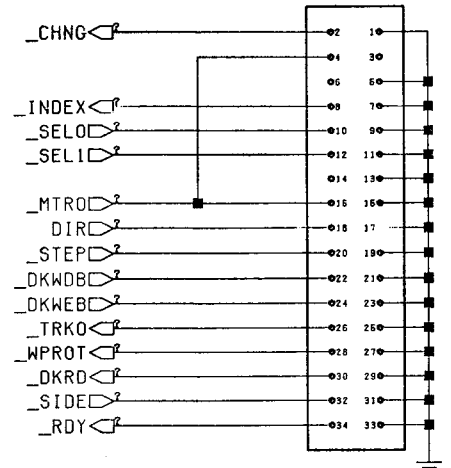 _CHNG ? 2 1
4 3
6 5
_INDEX ? 8 7
_SEL0 ? 10 9
_SEL1 ? 12 11
14 13
_MTR0 ? 16 15
DIR ? 18 17
_STEP ? 20 19
_DKWDB ? 22 21
_DKWEB ? 24 23
_TRK0 ? 26 25
_WPROT ? 28 27
_DKRD ? 30 29
_SIDE ? 32 31
_RDY ? 34 33